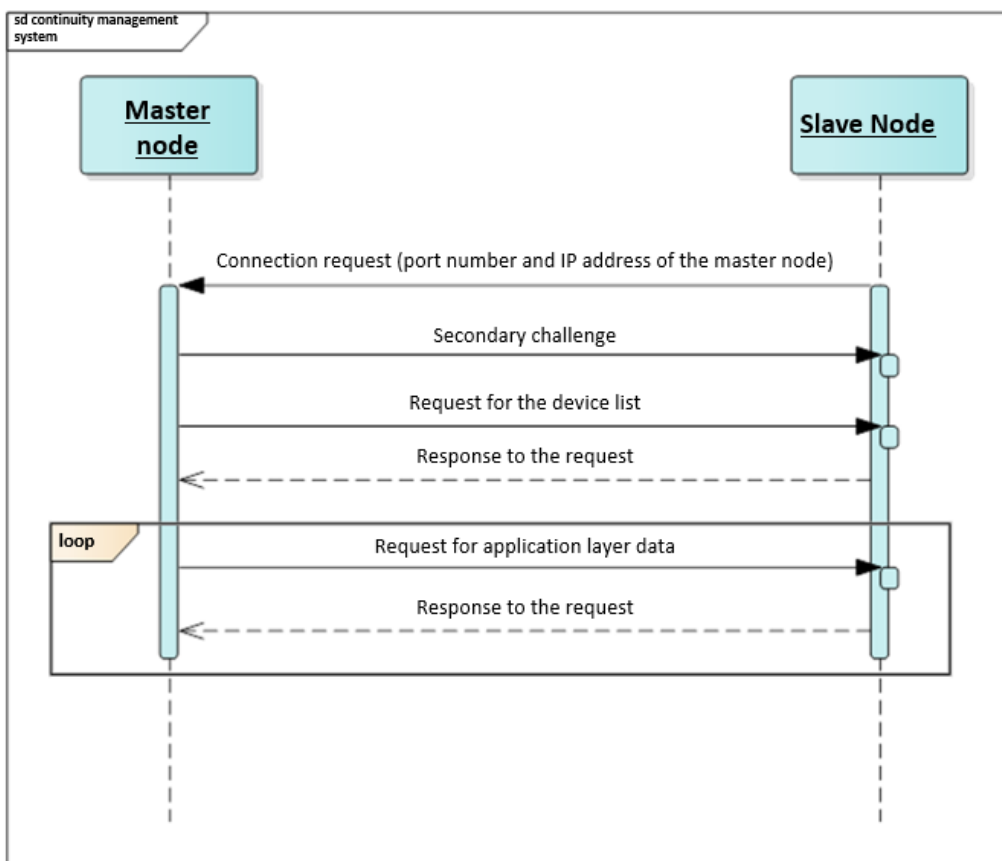 sd continuity management
system
Master
node
Slave Node
Connection request (port number and IP address of the master node)
Secondary challenge
Request for the device list
Response to the request
loop
Request for application layer data
Response to the request